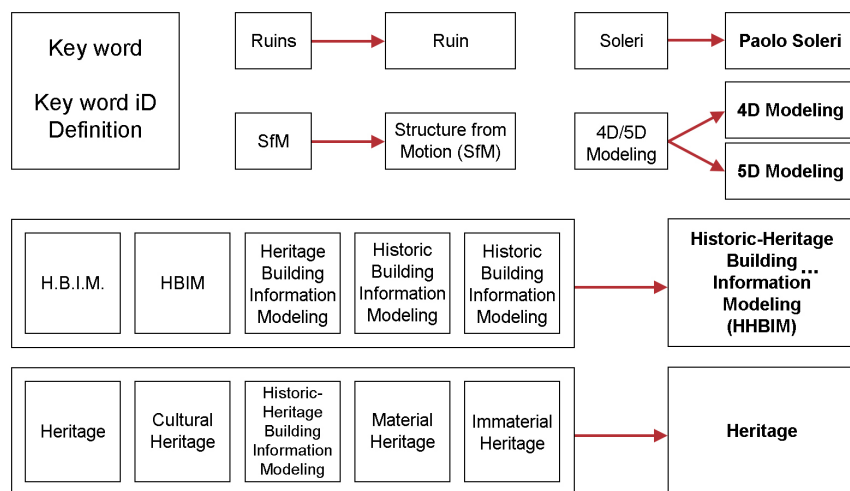 Key word
Key word iD
Definition
Ruins
Ruin
Soleri
Paolo Soleri
SfM
Structure from
Motion (SfM)
4D/5D
Modeling
4D Modeling
5D Modeling
H.B.I.M.
HBIM
Heritage
Building
Information
Modeling
Historic
Building
Information
Modeling
Historic
Building
Information
Modeling
Historic-Heritage
Building
...
Information
Modeling
(HHBIM)
Heritage
Cultural
Heritage
Historic-
Heritage
Building
Information
Modeling
Material
Heritage
Immaterial
Heritage
Heritage